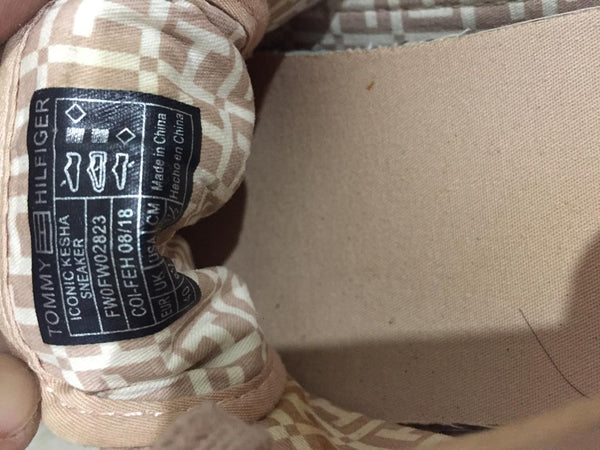 TOMMY HILFIGER
ICONIC KESHA
SNEAKER
FW0FW02823
COI-FEH 08/18
EUR UK USA CM
Made in China
Hecho en China